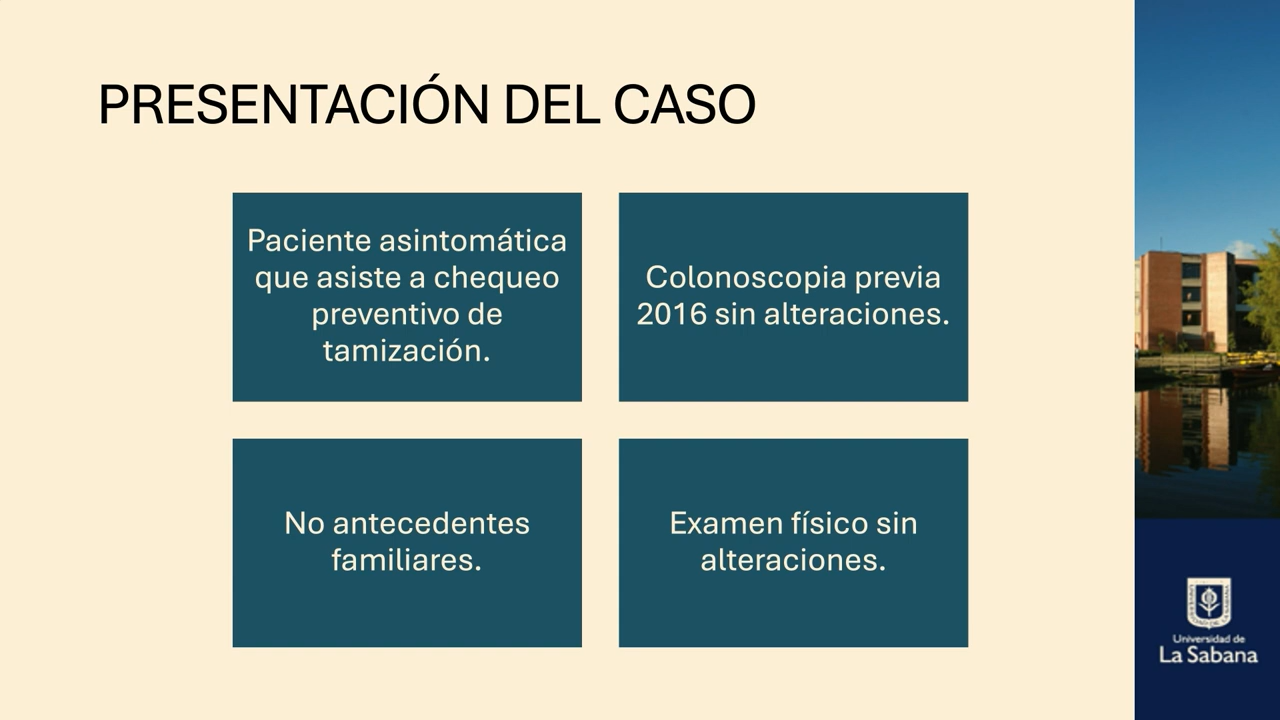 PRESENTACIÓN DEL CASO
Paciente asintomática
que asiste a chequeo
preventivo de
tamización.
Colonoscopia previa
2016 sin alteraciones.
No antecedentes
familiares.
Examen físico sin
alteraciones.
Universidad de
La Sabana